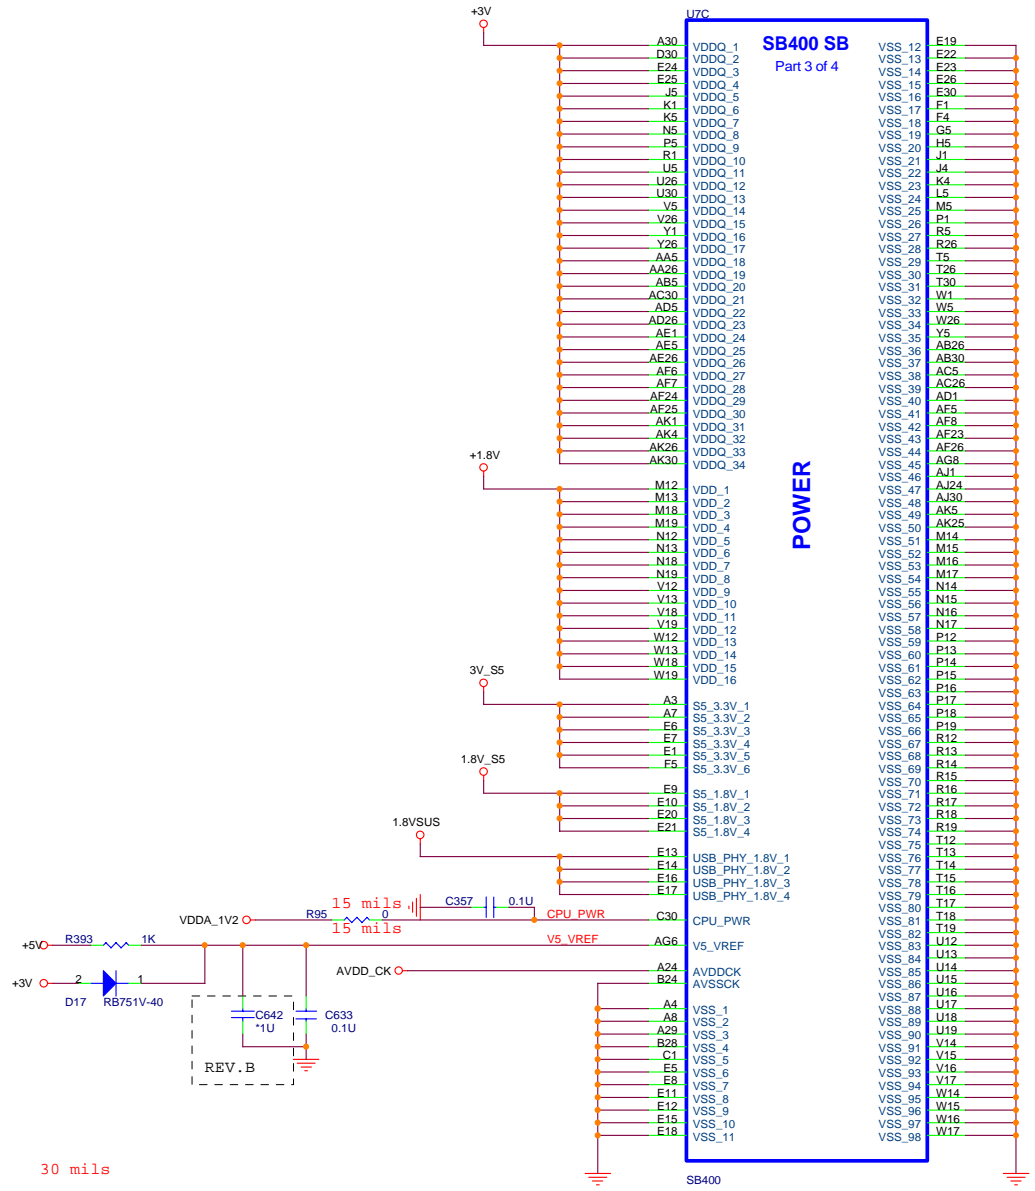 U7C
SB400 SB
Part 3 of 4
POWER
+3V
A30 VDDQ_1
D30 VDDQ_2
E24 VDDQ_3
E25 VDDQ_4
J5 VDDQ_5
K1 VDDQ_6
K5 VDDQ_7
N5 VDDQ_8
P5 VDDQ_9
R1 VDDQ_10
U5 VDDQ_11
U26 VDDQ_12
U30 VDDQ_13
V5 VDDQ_14
V26 VDDQ_15
Y1 VDDQ_16
Y26 VDDQ_17
AA5 VDDQ_18
AA26 VDDQ_19
AB5 VDDQ_20
AC30 VDDQ_21
AD5 VDDQ_22
AD26 VDDQ_23
AE1 VDDQ_24
AE5 VDDQ_25
AE26 VDDQ_26
AF6 VDDQ_27
AF7 VDDQ_28
AF24 VDDQ_29
AF25 VDDQ_30
AK1 VDDQ_31
AK4 VDDQ_32
AK26 VDDQ_33
AK30 VDDQ_34
+1.8V
M12 VDD_1
M13 VDD_2
M18 VDD_3
M19 VDD_4
N12 VDD_5
N13 VDD_6
N18 VDD_7
N19 VDD_8
V12 VDD_9
V13 VDD_10
V18 VDD_11
V19 VDD_12
W12 VDD_13
W13 VDD_14
W18 VDD_15
W19 VDD_16
3V_S5
A3 S5_3.3V_1
A7 S5_3.3V_2
E6 S5_3.3V_3
E7 S5_3.3V_4
E1 S5_3.3V_5
F5 S5_3.3V_6
1.8V_S5
E9 S5_1.8V_1
E10 S5_1.8V_2
E20 S5_1.8V_3
E21 S5_1.8V_4
1.8VSUS
E13 USB_PHY_1.8V_1
E14 USB_PHY_1.8V_2
E16 USB_PHY_1.8V_3
E17 USB_PHY_1.8V_4
15 mils
C357 0.1U
VDDA_1V2 R95 0 CPU_PWR C30 CPU_PWR
15 mils
+5V R393 1K V5_VREF AG6 V5_VREF
+3V 2 1
D17 RB751V-40
AVDD_CK A24 AVDDCK
B24 AVSSCK
C642
*1U
C633
0.1U
REV.B
A4 VSS_1
A8 VSS_2
A29 VSS_3
B28 VSS_4
C1 VSS_5
E5 VSS_6
E8 VSS_7
E11 VSS_8
E12 VSS_9
E15 VSS_10
E18 VSS_11
VSS_12 E19
VSS_13 E22
VSS_14 E23
VSS_15 E26
VSS_16 E30
VSS_17 F1
VSS_18 F4
VSS_19 G5
VSS_20 H5
VSS_21 J1
VSS_22 J4
VSS_23 K4
VSS_24 L5
VSS_25 M5
VSS_26 P1
VSS_27 R5
VSS_28 R26
VSS_29 T5
VSS_30 T26
VSS_31 T30
VSS_32 W1
VSS_33 W5
VSS_34 W26
VSS_35 Y5
VSS_36 AB26
VSS_37 AB30
VSS_38 AC5
VSS_39 AC26
VSS_40 AD1
VSS_41 AF5
VSS_42 AF8
VSS_43 AF23
VSS_44 AF26
VSS_45 AG8
VSS_46 AJ1
VSS_47 AJ24
VSS_48 AJ30
VSS_49 AK5
VSS_50 AK25
VSS_51 M14
VSS_52 M15
VSS_53 M16
VSS_54 M17
VSS_55 N14
VSS_56 N15
VSS_57 N16
VSS_58 N17
VSS_59 P12
VSS_60 P13
VSS_61 P14
VSS_62 P15
VSS_63 P16
VSS_64 P17
VSS_65 P18
VSS_66 P19
VSS_67 R12
VSS_68 R13
VSS_69 R14
VSS_70 R15
VSS_71 R16
VSS_72 R17
VSS_73 R18
VSS_74 R19
VSS_75 T12
VSS_76 T13
VSS_77 T14
VSS_78 T15
VSS_79 T16
VSS_80 T17
VSS_81 T18
VSS_82 T19
VSS_83 U12
VSS_84 U13
VSS_85 U14
VSS_86 U15
VSS_87 U16
VSS_88 U17
VSS_89 U18
VSS_90 U19
VSS_91 V14
VSS_92 V15
VSS_93 V16
VSS_94 V17
VSS_95 W14
VSS_96 W15
VSS_97 W16
VSS_98 W17
30 mils
SB400